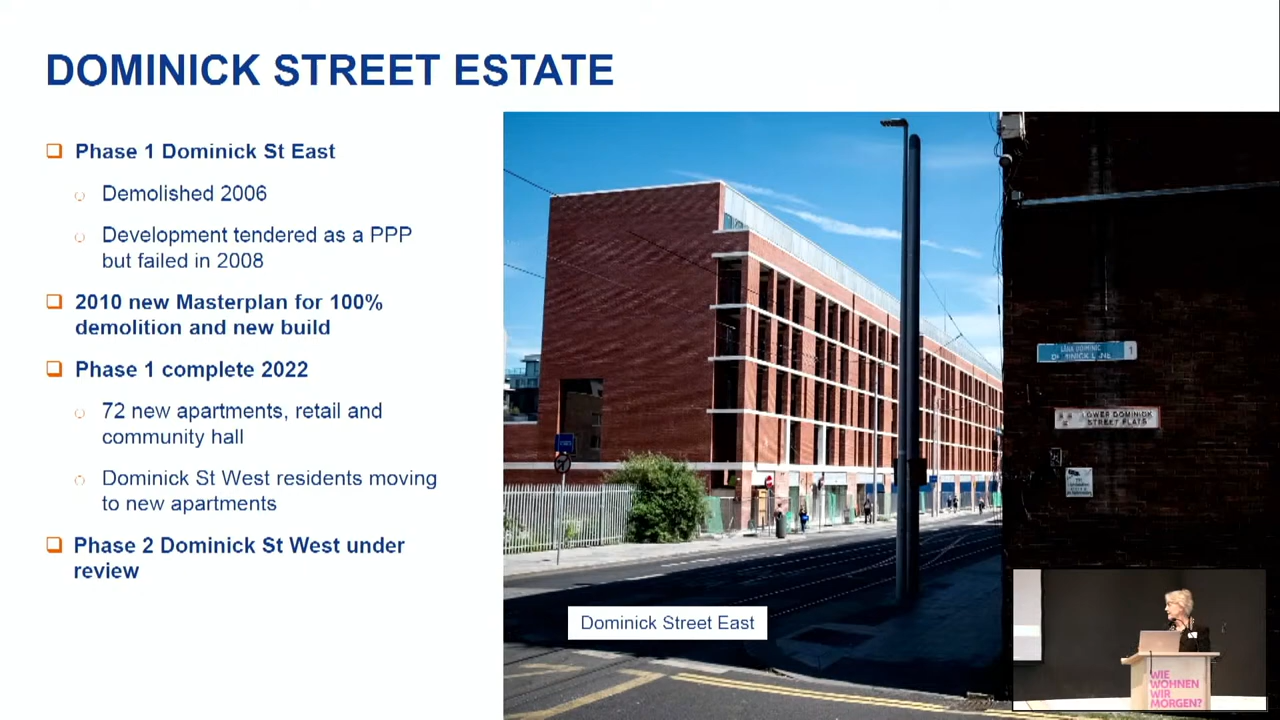 DOMINICK STREET ESTATE
Phase 1 Dominick St East
Demolished 2006
Development tendered as a PPP
but failed in 2008
2010 new Masterplan for 100%
demolition and new build
Phase 1 complete 2022
72 new apartments, retail and
community hall
Dominick St West residents moving
to new apartments
Phase 2 Dominick St West under
review
LÁNA DOMINIC
DOMINICK LANE
1
LOWER DOMINICK
STREET FLATS
Dominick Street East
WIE
WOHNEN
WIR
MORGEN?